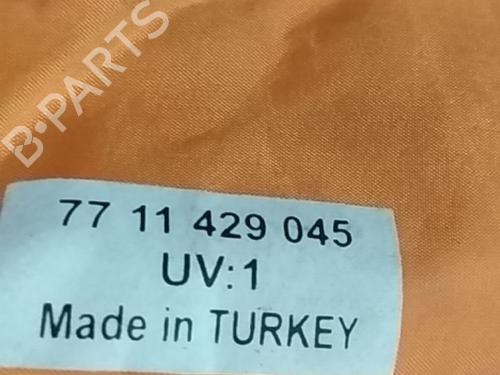 B-PARTS
77 11 429 045
UV:1
Made in TURKEY